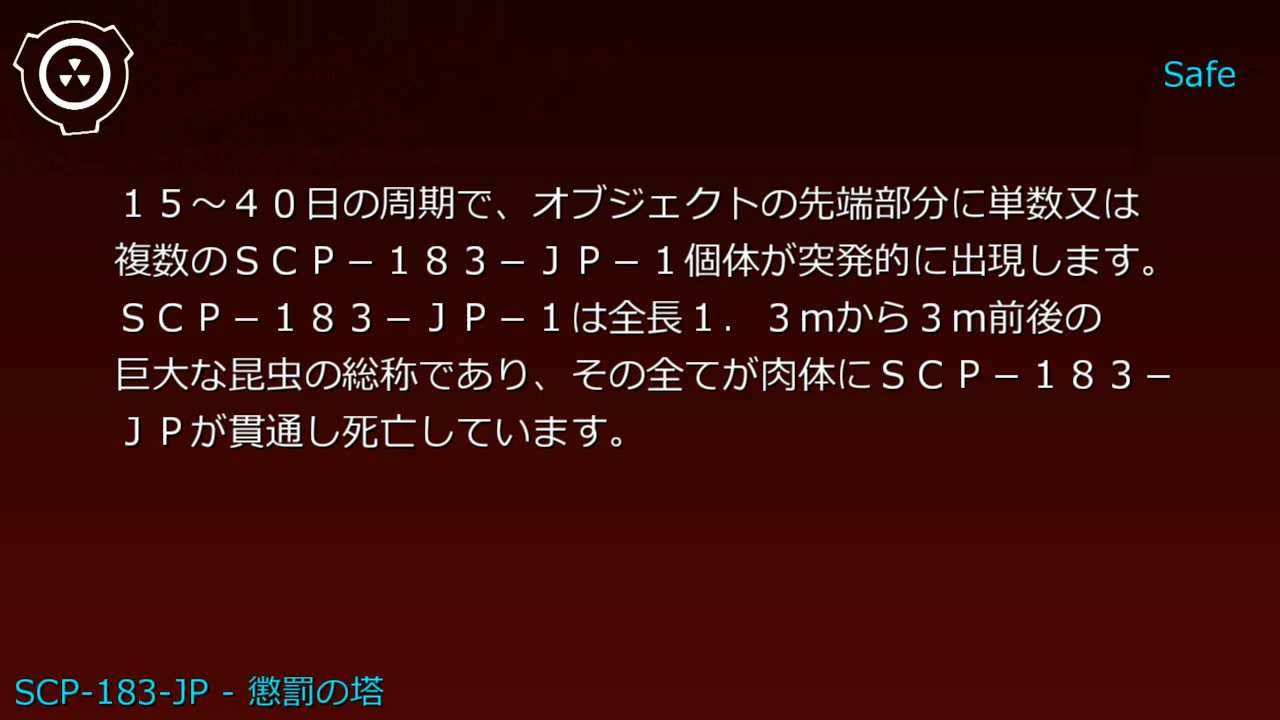 Safe
１５～４０日の周期で、オブジェクトの先端部分に単数又は
複数のＳＣＰ－１８３－ＪＰ－１個体が突発的に出現します。
ＳＣＰ－１８３－ＪＰ－１は全長１．３ｍから３ｍ前後の
巨大な昆虫の総称であり、その全てが肉体にＳＣＰ－１８３－
ＪＰが貫通し死亡しています。
SCP-183-JP - 懲罰の塔